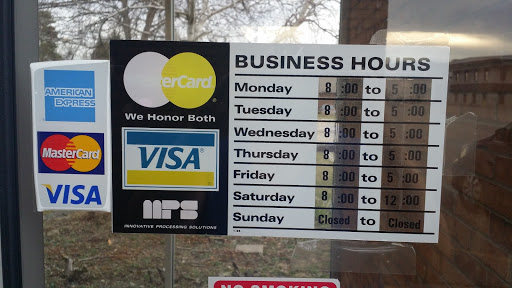 AMERICAN
EXPRESS
MasterCard
VISA
terCard
We Honor Both
VISA
MPS
INNOVATIVE PROCESSING SOLUTIONS
BUSINESS HOURS
Monday 8:00 to 5:00
Tuesday 8:00 to 5:00
Wednesday 8:00 to 5:00
Thursday 8:00 to 5:00
Friday 8:00 to 5:00
Saturday 8:00 to 12:00
Sunday Closed to Closed
NO SMOKING